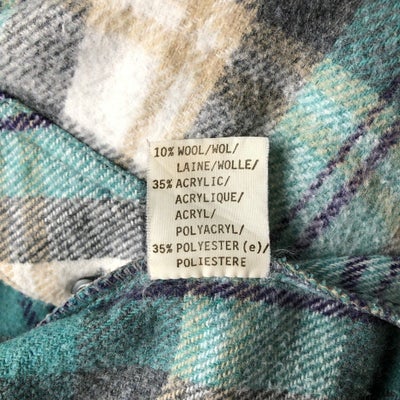 10% WOOL/WOL/
LAINE/WOLLE/
35% ACRYLIC/
ACRYLIQUE/
ACRYL/
POLYACRYL/
35% POLYESTER(e)/
POLIESTERE